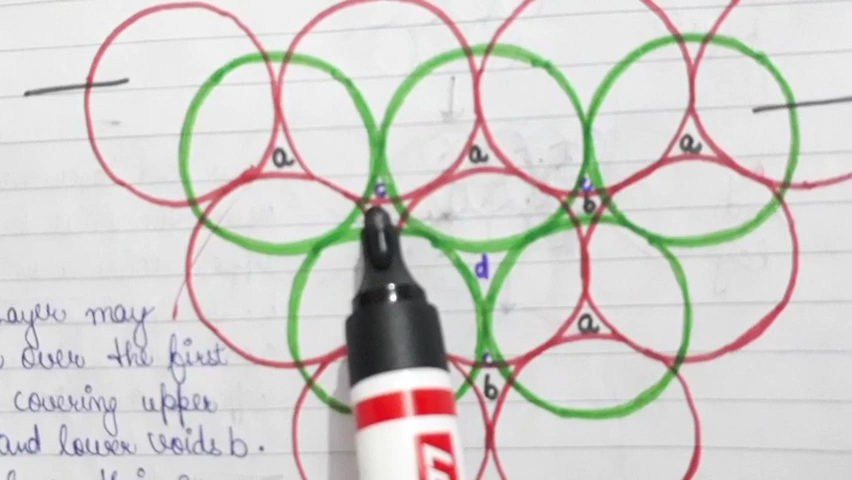 a
a
a
c
c
b
d
a
c
b
ayer may
over the first
covering upper
and lower voids b.